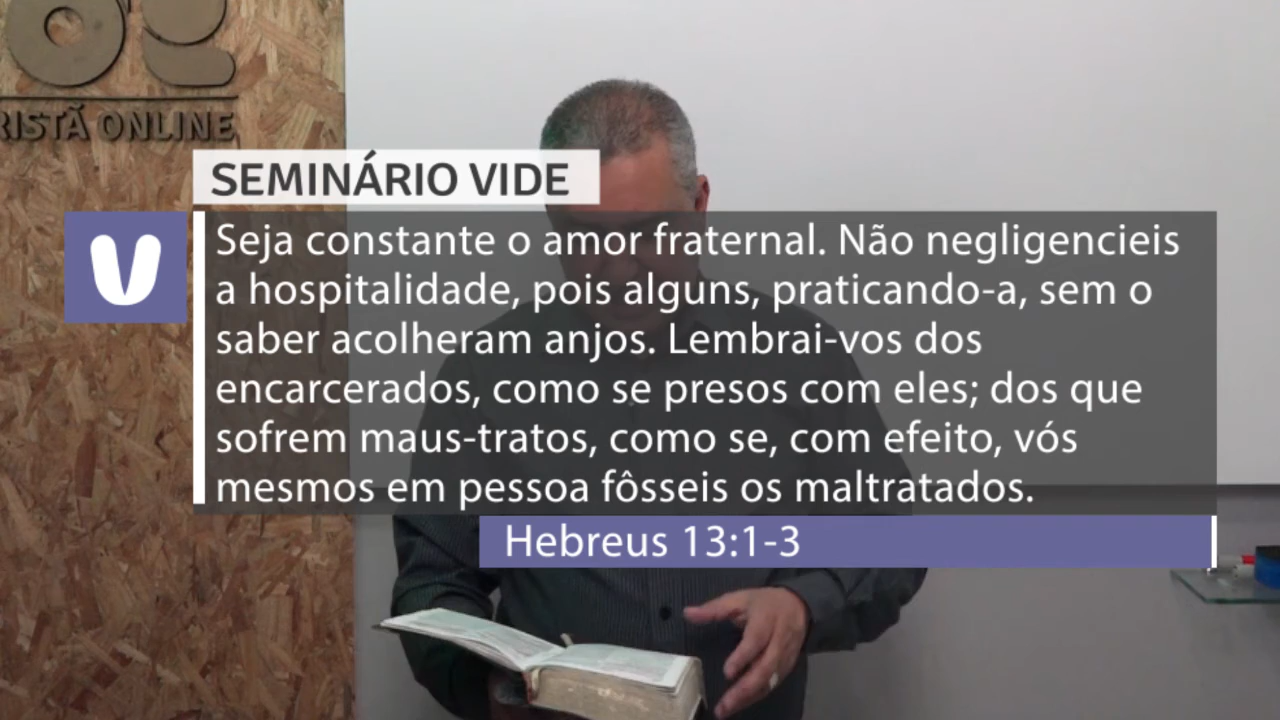 RISTÃ ONLINE
SEMINÁRIO VIDE
Seja constante o amor fraternal. Não negligencieis
a hospitalidade, pois alguns, praticando-a, sem o
saber acolheram anjos. Lembrai-vos dos
encarcerados, como se presos com eles; dos que
sofrem maus-tratos, como se, com efeito, vós
mesmos em pessoa fôsseis os maltratados.
Hebreus 13:1-3